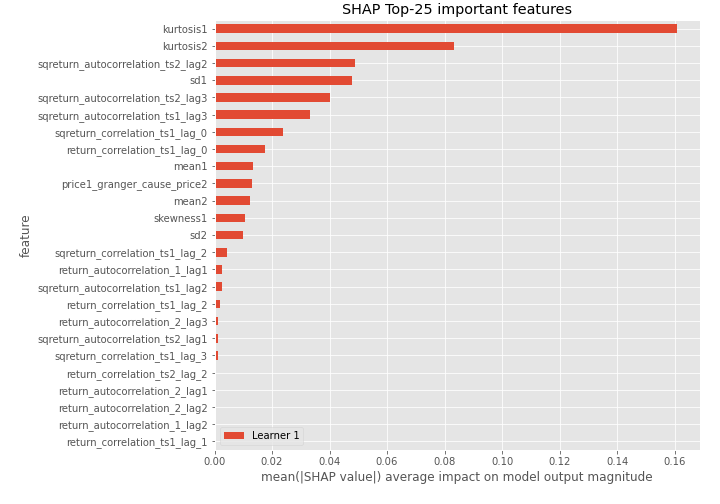 SHAP Top-25 important features
kurtosis1
kurtosis2
sqreturn_autocorrelation_ts2_lag2
sd1
sqreturn_autocorrelation_ts2_lag3
sqreturn_autocorrelation_ts1_lag3
sqreturn_correlation_ts1_lag_0
return_correlation_ts1_lag_0
mean1
price1_granger_cause_price2
mean2
skewness1
sd2
sqreturn_correlation_ts1_lag_2
return_autocorrelation_1_lag1
sqreturn_autocorrelation_ts1_lag2
return_correlation_ts1_lag_2
return_autocorrelation_2_lag3
sqreturn_autocorrelation_ts2_lag1
sqreturn_correlation_ts1_lag_3
return_correlation_ts2_lag_2
return_autocorrelation_2_lag1
return_autocorrelation_2_lag2
return_autocorrelation_1_lag2
return_correlation_ts1_lag_1
feature
Learner 1
0.00 0.02 0.04 0.06 0.08 0.10 0.12 0.14 0.16
mean(|SHAP value|) average impact on model output magnitude